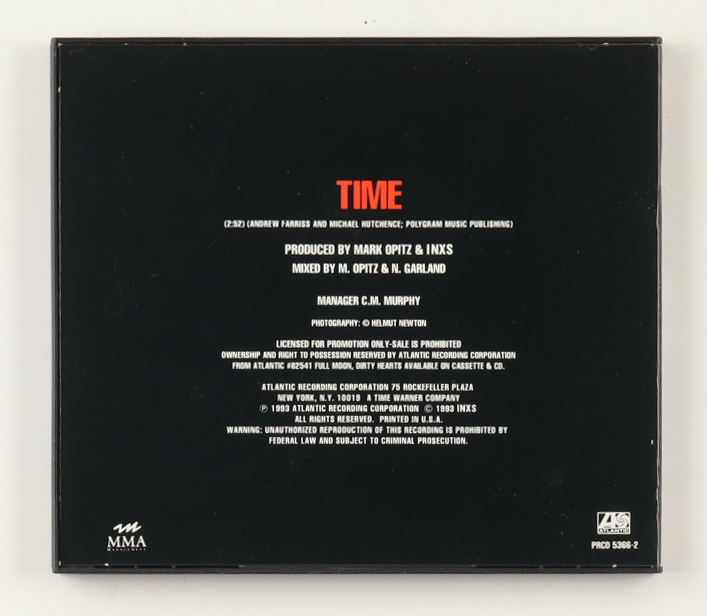 TIME
(2:52) (ANDREW FARRISS AND MICHAEL HUTCHENCE; POLYGRAM MUSIC PUBLISHING)
PRODUCED BY MARK OPITZ & INXS
MIXED BY M. OPITZ & N. GARLAND
MANAGER C.M. MURPHY
PHOTOGRAPHY: © HELMUT NEWTON
LICENSED FOR PROMOTION ONLY-SALE IS PROHIBITED
OWNERSHIP AND RIGHT TO POSSESSION RESERVED BY ATLANTIC RECORDING CORPORATION
FROM ATLANTIC #82541 FULL MOON, DIRTY HEARTS AVAILABLE ON CASSETTE & CD.
ATLANTIC RECORDING CORPORATION 75 ROCKEFELLER PLAZA
NEW YORK, N.Y. 10019 A TIME WARNER COMPANY
℗ 1993 ATLANTIC RECORDING CORPORATION © 1993 INXS
ALL RIGHTS RESERVED. PRINTED IN U.S.A.
WARNING: UNAUTHORIZED REPRODUCTION OF THIS RECORDING IS PROHIBITED BY
FEDERAL LAW AND SUBJECT TO CRIMINAL PROSECUTION.
MMA
MANAGEMENT
ATLANTIC
PRCD 5366-2